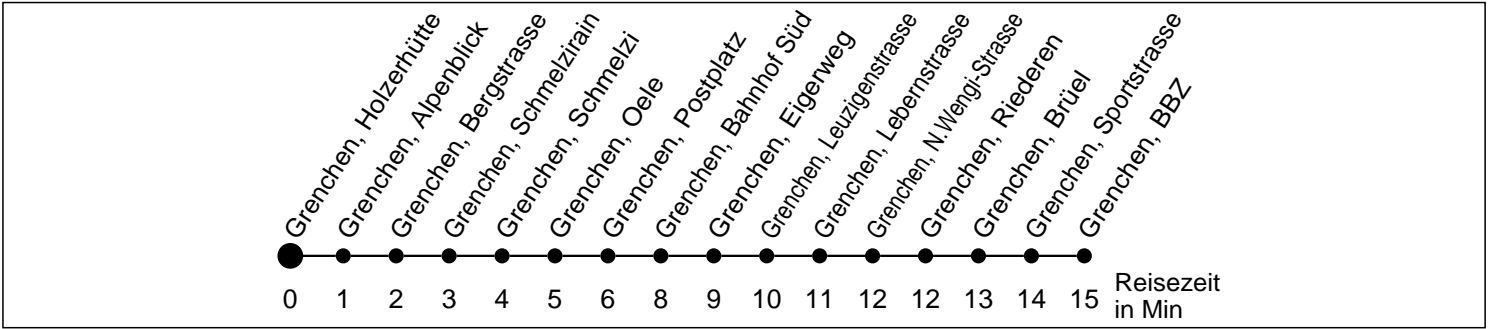 Grenchen, Holzerhütte
Grenchen, Alpenblick
Grenchen, Bergstrasse
Grenchen, Schmelzirain
Grenchen, Schmelzi
Grenchen, Oele
Grenchen, Postplatz
Grenchen, Bahnhof Süd
Grenchen, Eigerweg
Grenchen, Leuzigenstrasse
Grenchen, Lebernstrasse
Grenchen, N.Wengi-Strasse
Grenchen, Riederen
Grenchen, Brüel
Grenchen, Sportstrasse
Grenchen, BBZ
0 1 2 3 4 5 6 8 9 10 11 12 12 13 14 15
Reisezeit
in Min